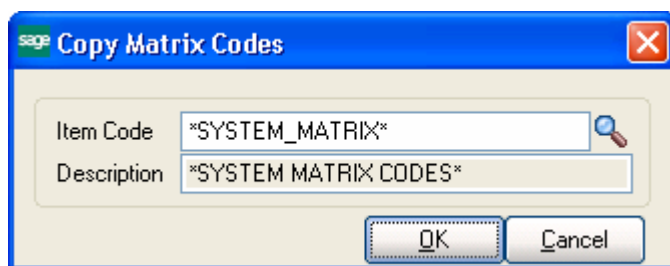 sage Copy Matrix Codes
Item Code *SYSTEM_MATRIX*
Description *SYSTEM MATRIX CODES*
OK Cancel